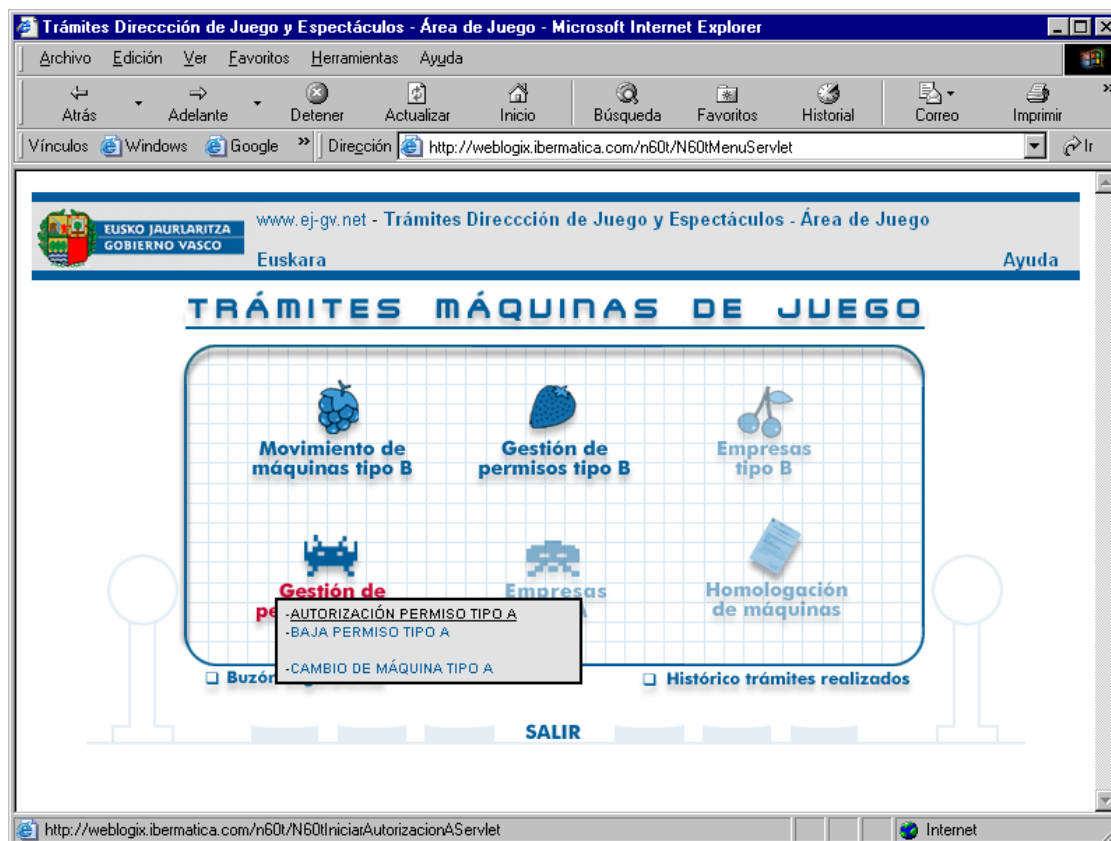 Trámites Direccción de Juego y Espectáculos - Área de Juego - Microsoft Internet Explorer
Archivo Edición Ver Favoritos Herramientas Ayuda
Atrás Adelante Detener Actualizar Inicio Búsqueda Favoritos Historial Correo Imprimir »
Vínculos Windows Google » Dirección http://weblogix.ibermatica.com/n60t/N60tMenuServlet Ir
EUSKO JAURLARITZA
GOBIERNO VASCO
www.ej-gv.net - Trámites Direccción de Juego y Espectáculos - Área de Juego
Euskara Ayuda
TRÁMITES MÁQUINAS DE JUEGO
Movimiento de
máquinas tipo B
Gestión de
permisos tipo B
Empresas
tipo B
Gestión de
pe
Empresas
A
Homologación
de máquinas
-AUTORIZACIÓN PERMISO TIPO A
-BAJA PERMISO TIPO A
-CAMBIO DE MÁQUINA TIPO A
Buzón
Histórico trámites realizados
SALIR
http://weblogix.ibermatica.com/n60t/N60tIniciarAutorizacionAServlet Internet